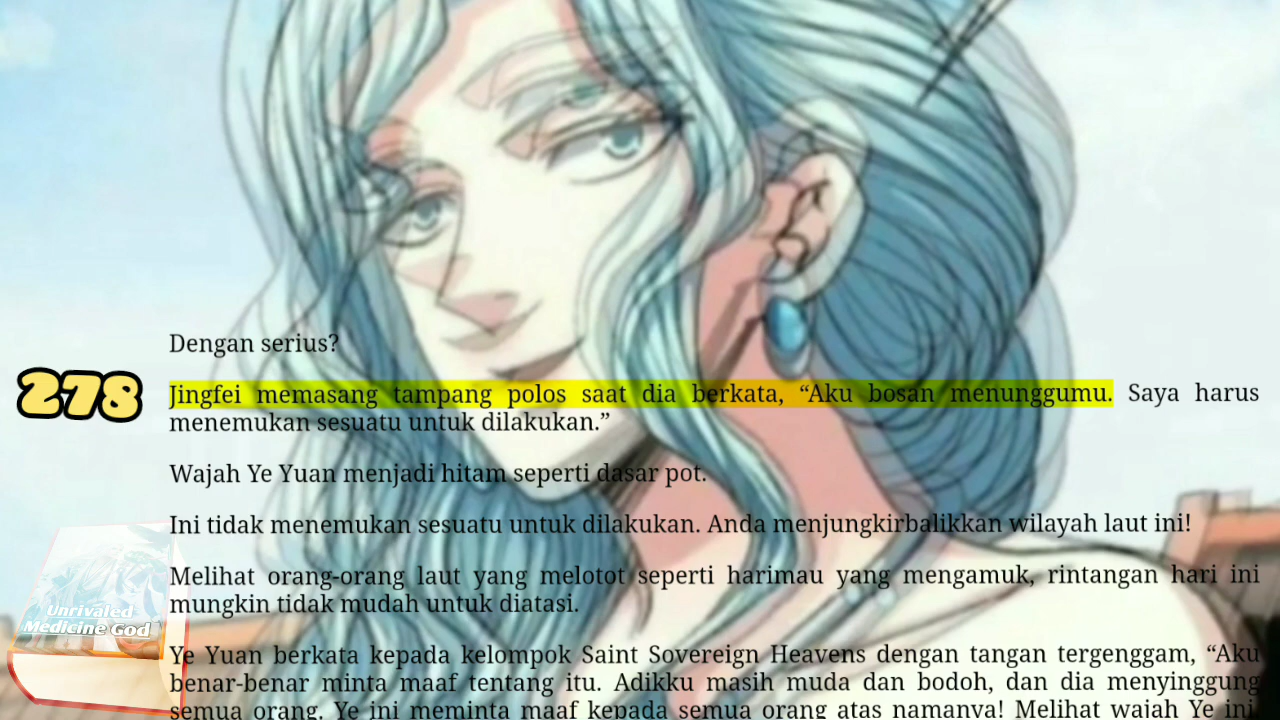 Dengan serius?
278
Jingfei memasang tampang polos saat dia berkata, “Aku bosan menunggumu. Saya harus
menemukan sesuatu untuk dilakukan.”
Wajah Ye Yuan menjadi hitam seperti dasar pot.
Ini tidak menemukan sesuatu untuk dilakukan. Anda menjungkirbalikkan wilayah laut ini!
Melihat orang-orang laut yang melotot seperti harimau yang mengamuk, rintangan hari ini
mungkin tidak mudah untuk diatasi.
Unrivaled
Medicine God
Ye Yuan berkata kepada kelompok Saint Sovereign Heavens dengan tangan tergenggam, “Aku
benar-benar minta maaf tentang itu. Adikku masih muda dan bodoh, dan dia menyinggung
semua orang. Ye ini meminta maaf kepada semua orang atas namanya! Melihat wajah Ye ini